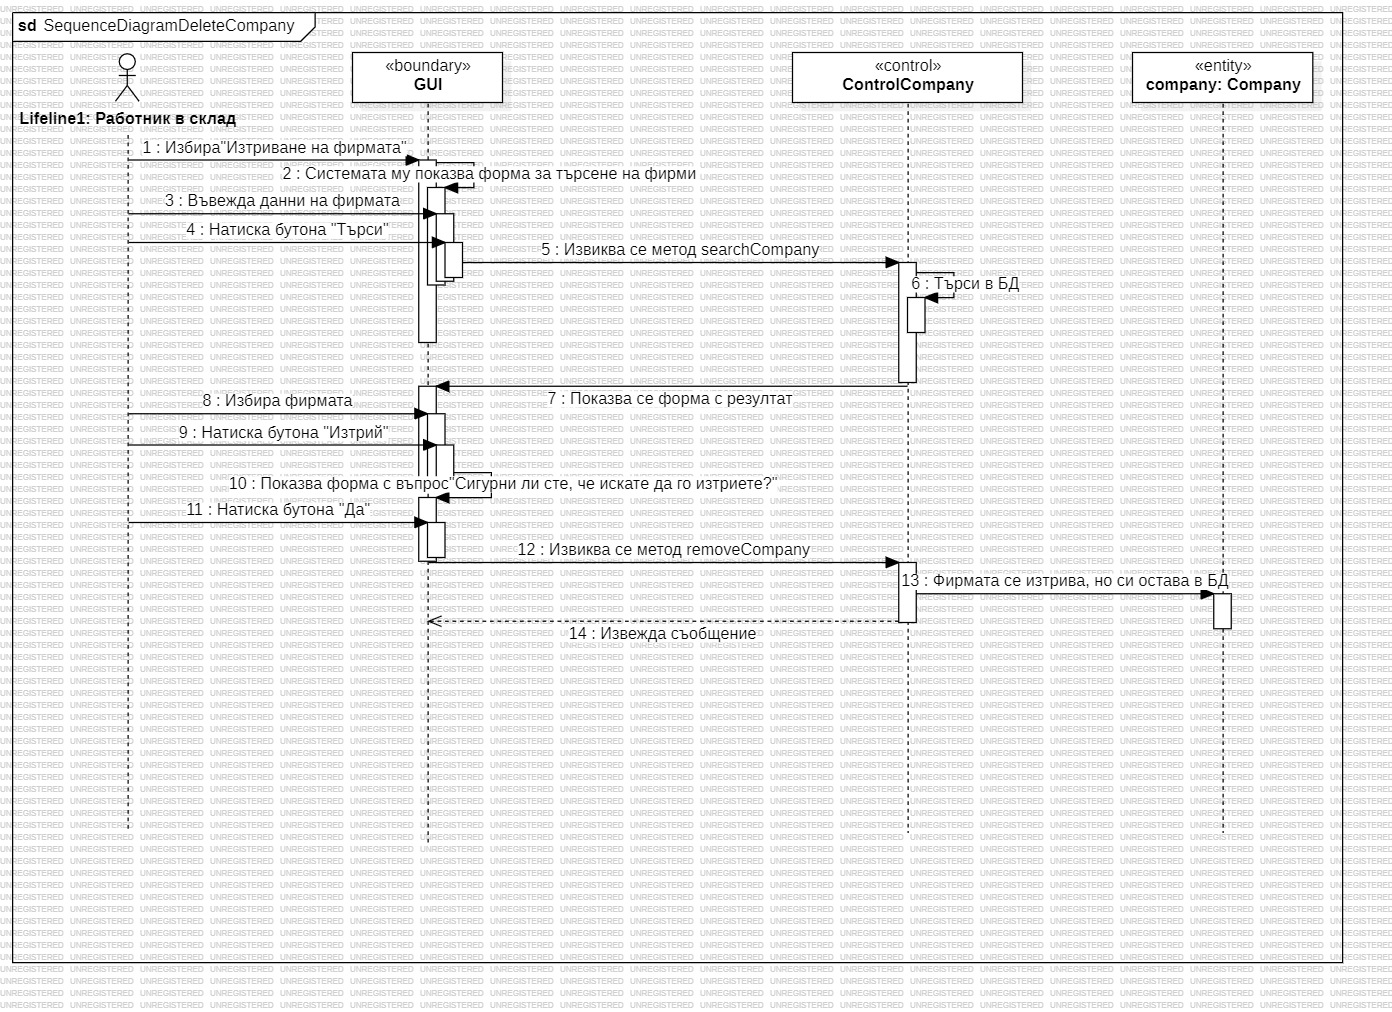 sd SequenceDiagramDeleteCompany
«boundary»
GUI
«control»
ControlCompany
«entity»
company: Company
Lifeline1: Работник в склад
1 : Избира"Изтриване на фирмата"
2 : Системата му показва форма за търсене на фирми
3 : Въвежда данни на фирмата
4 : Натиска бутона "Търси"
5 : Извиква се метод searchCompany
6 : Търси в БД
7 : Показва се форма с резултат
8 : Избира фирмата
9 : Натиска бутона "Изтрий"
10 : Показва форма с въпрос"Сигурни ли сте, че искате да го изтриете?"
11 : Натиска бутона "Да"
12 : Извиква се метод removeCompany
13 : Фирмата се изтрива, но си остава в БД
14 : Извежда съобщение
UNREGISTERED